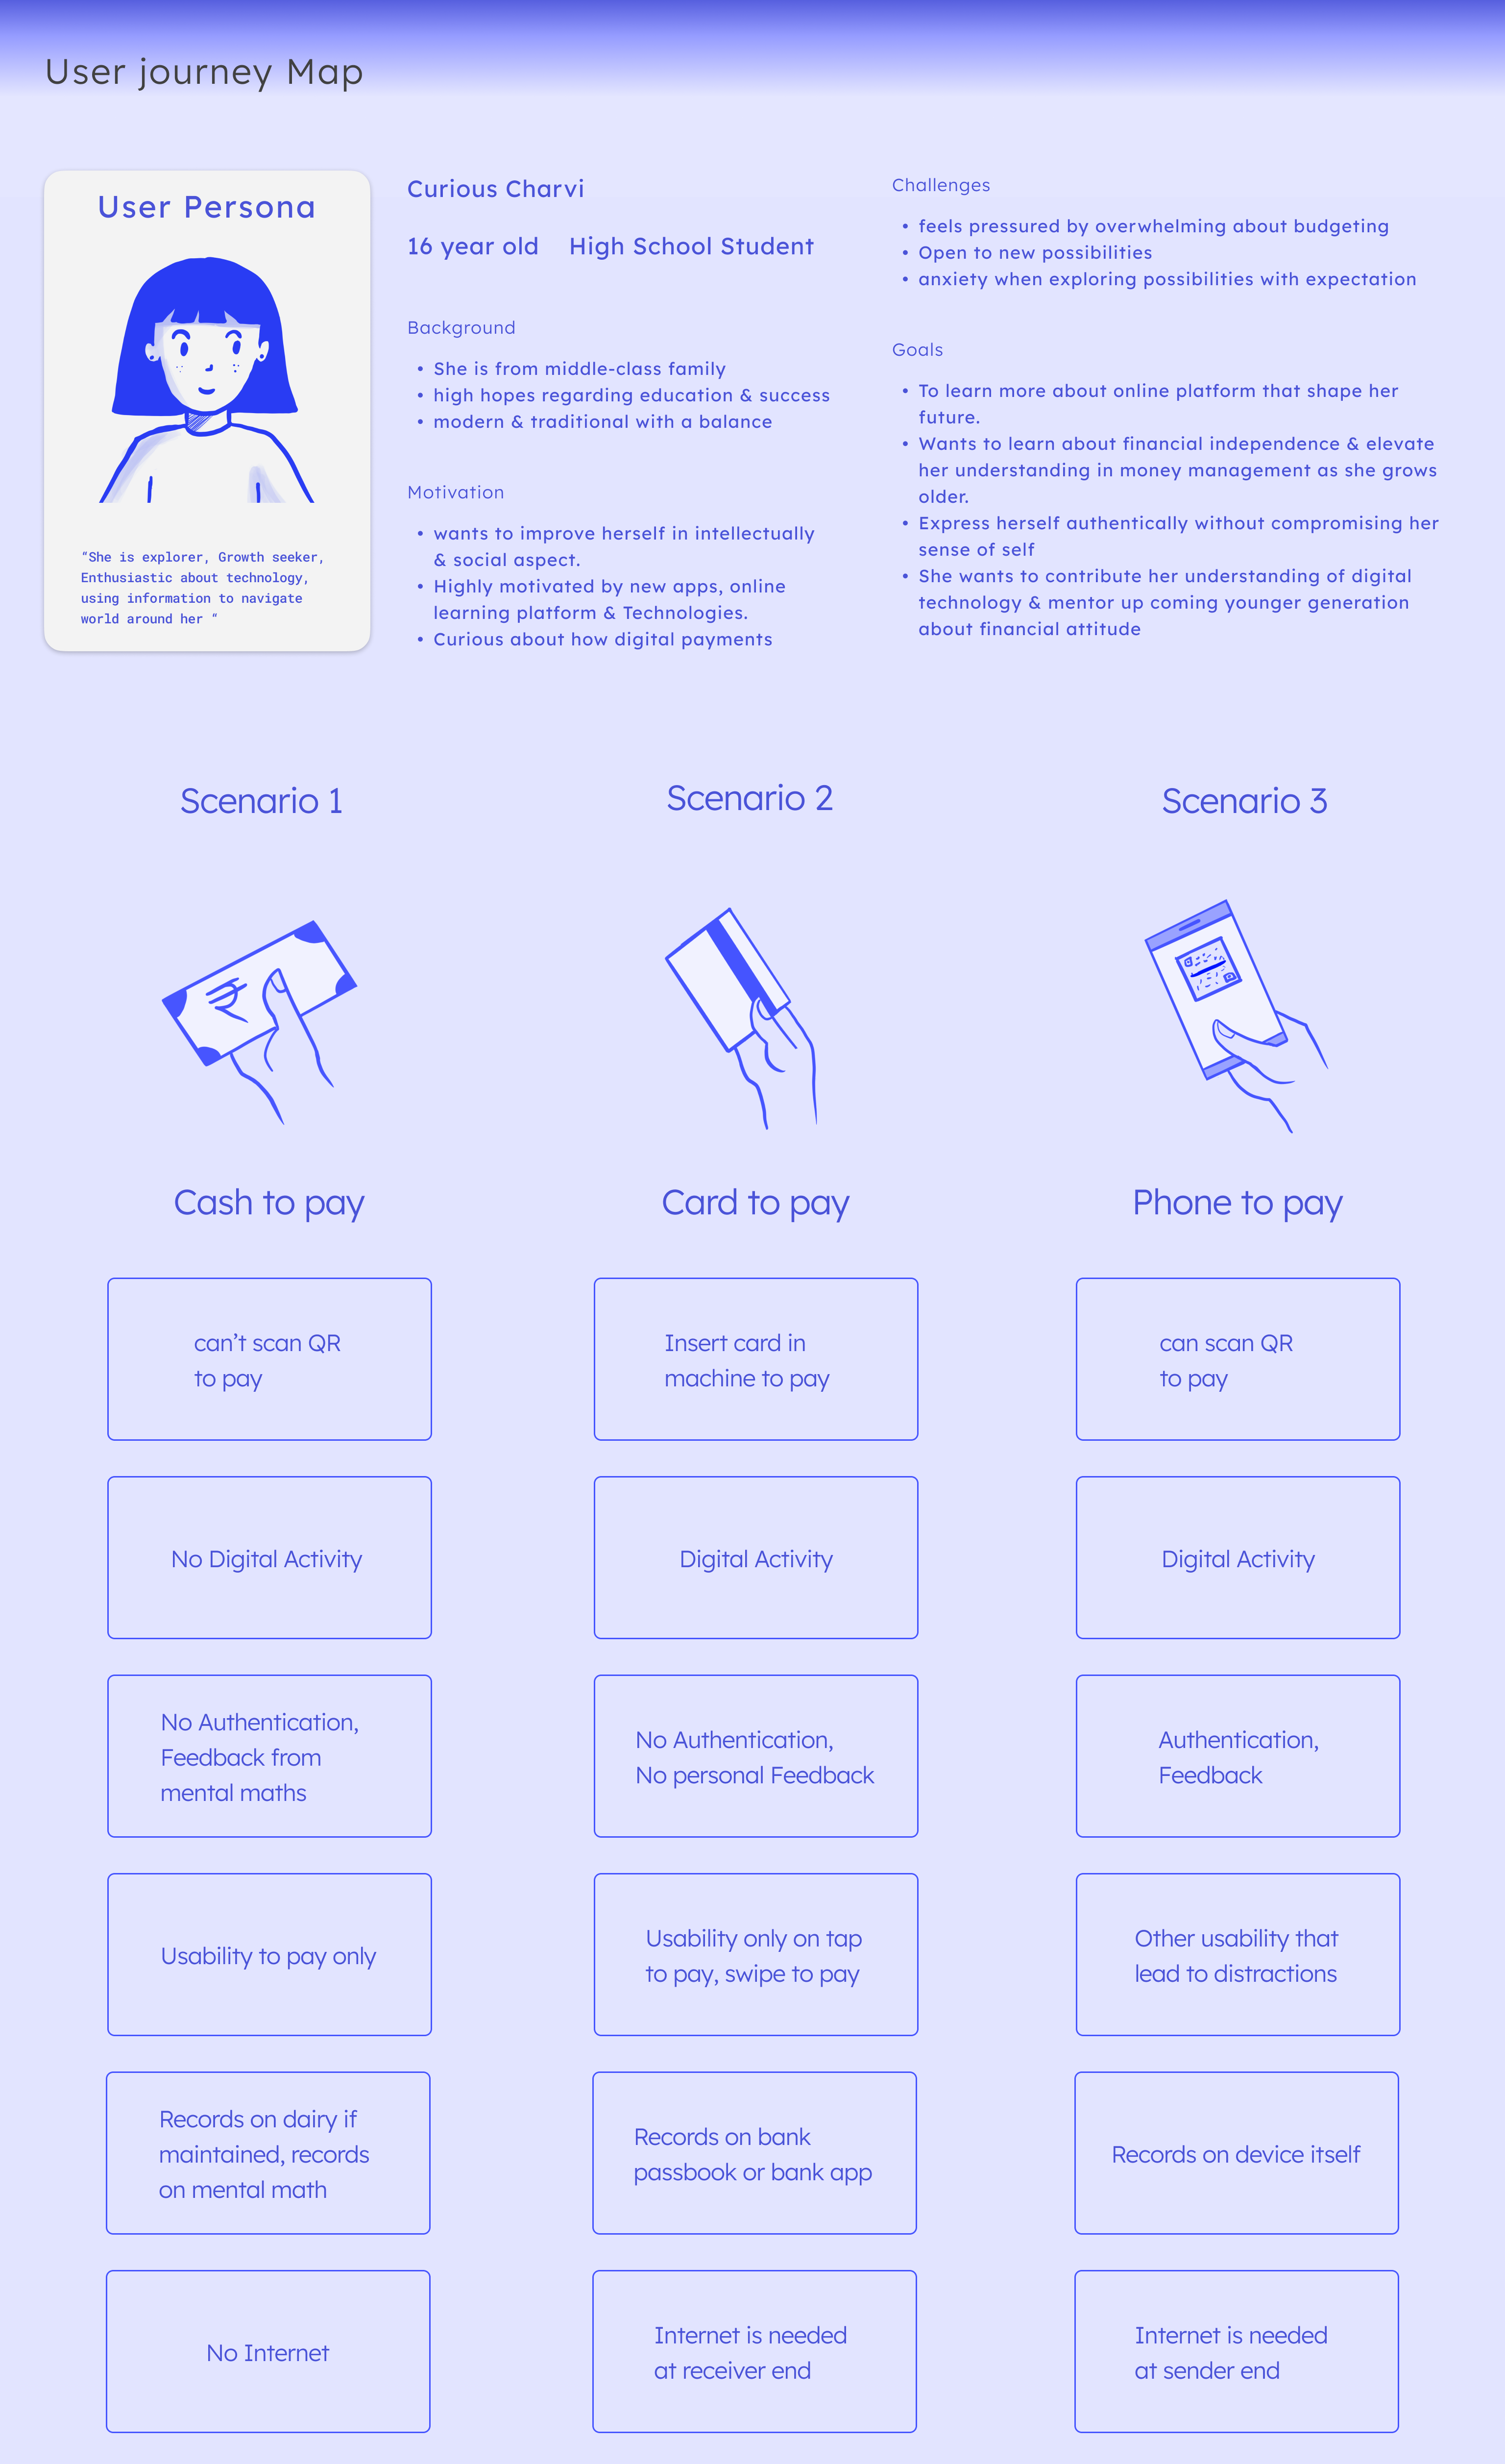 User journey Map
User Persona
“She is explorer, Growth seeker,
Enthusiastic about technology,
using information to navigate
world around her “
Curious Charvi
16 year old High School Student
Background
• She is from middle-class family
• high hopes regarding education & success
• modern & traditional with a balance
Motivation
• wants to improve herself in intellectually
& social aspect.
• Highly motivated by new apps, online
learning platform & Technologies.
• Curious about how digital payments
Challenges
• feels pressured by overwhelming about budgeting
• Open to new possibilities
• anxiety when exploring possibilities with expectation
Goals
• To learn more about online platform that shape her
future.
• Wants to learn about financial independence & elevate
her understanding in money management as she grows
older.
• Express herself authentically without compromising her
sense of self
• She wants to contribute her understanding of digital
technology & mentor up coming younger generation
about financial attitude
Scenario 1
₹
Cash to pay
can’t scan QR
to pay
No Digital Activity
No Authentication,
Feedback from
mental maths
Usability to pay only
Records on dairy if
maintained, records
on mental math
No Internet
Scenario 2
Card to pay
Insert card in
machine to pay
Digital Activity
No Authentication,
No personal Feedback
Usability only on tap
to pay, swipe to pay
Records on bank
passbook or bank app
Internet is needed
at receiver end
Scenario 3
Phone to pay
can scan QR
to pay
Digital Activity
Authentication,
Feedback
Other usability that
lead to distractions
Records on device itself
Internet is needed
at sender end